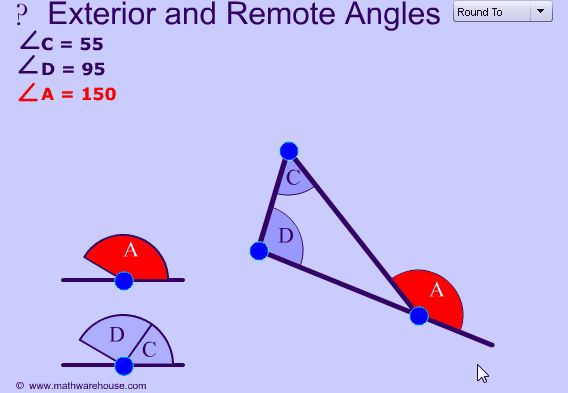 ? Exterior and Remote Angles
Round To
∠C = 55
∠D = 95
∠A = 150
C
D
A
A
D
C
© www.mathwarehouse.com